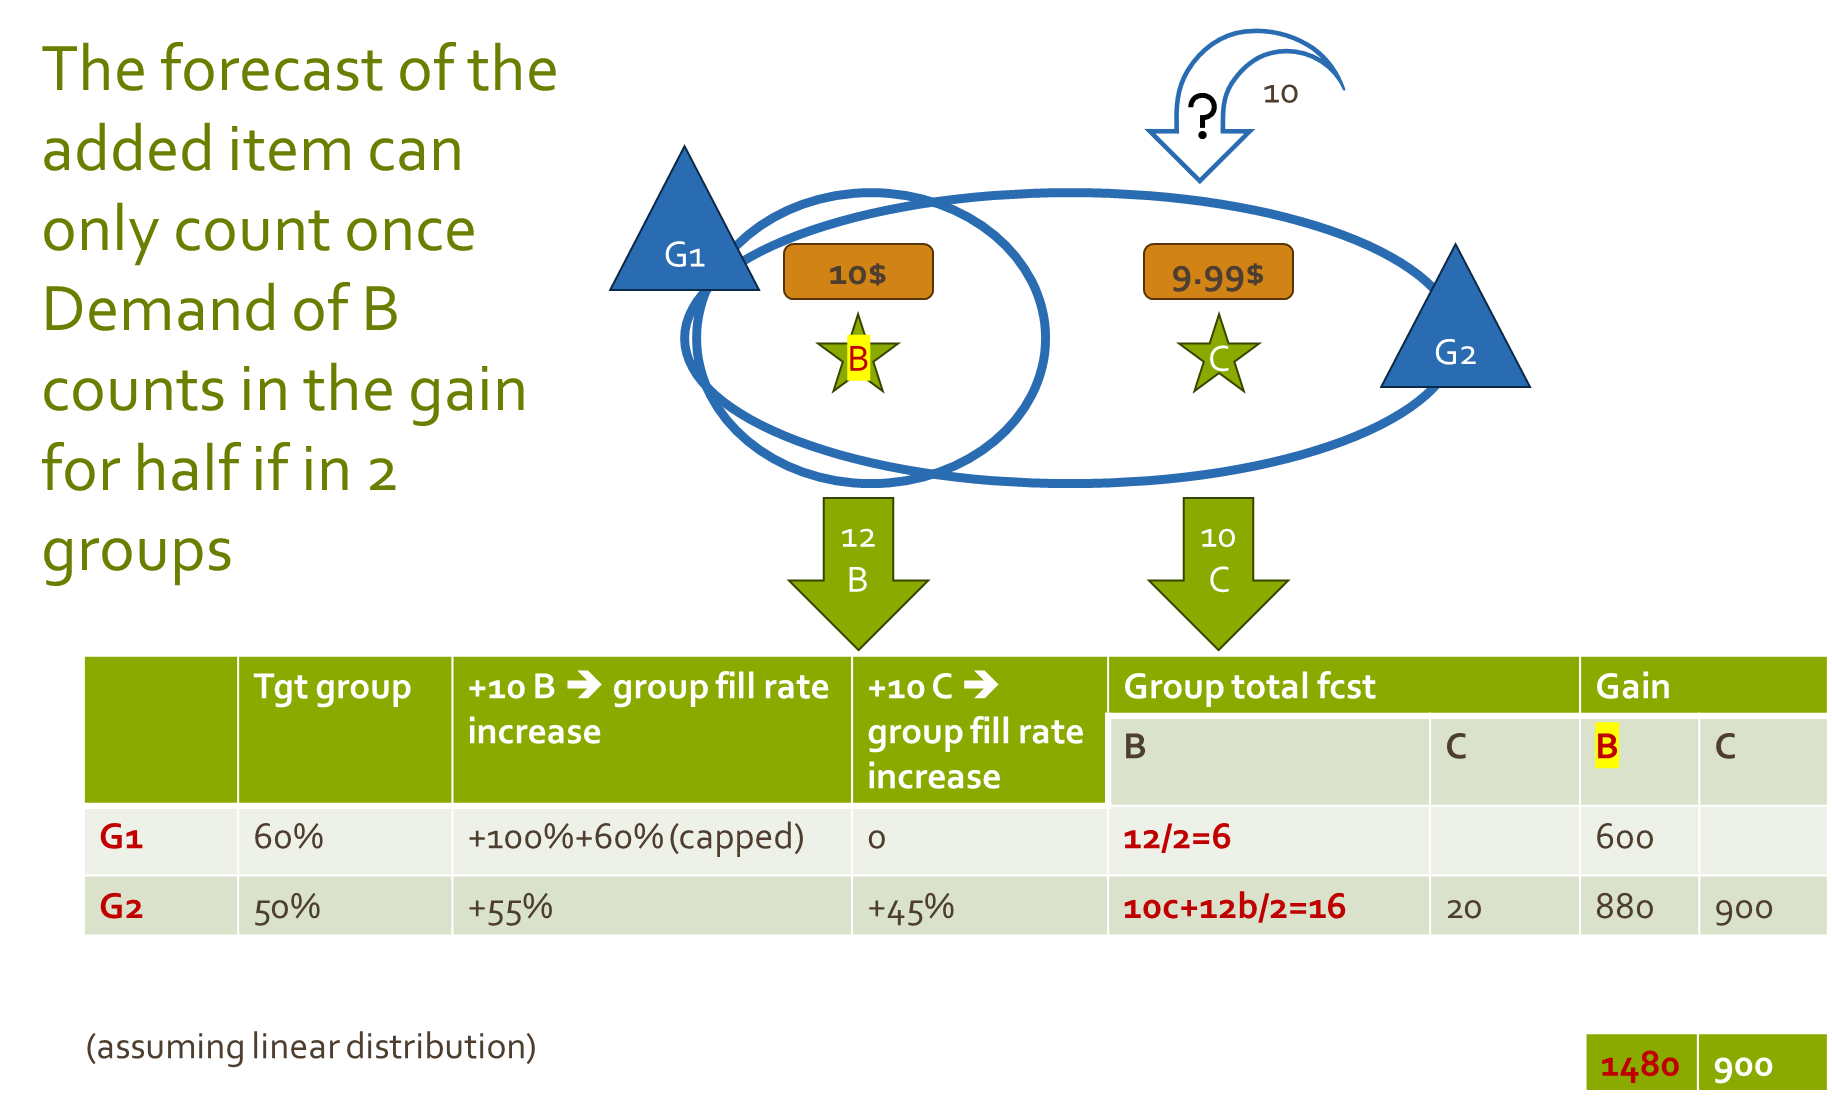 The forecast of the
added item can
only count once
Demand of B
counts in the gain
for half if in 2
groups
?
10
G1
10$
9.99$
B
C
G2
12
B
10
C
Tgt group
+10 B → group fill rate
increase
+10 C →
group fill rate
increase
Group total fcst
Gain
B
C
B
C
G1
60%
+100%+60% (capped)
0
12/2=6
600
G2
50%
+55%
+45%
10c+12b/2=16
20
880
900
(assuming linear distribution)
1480
900